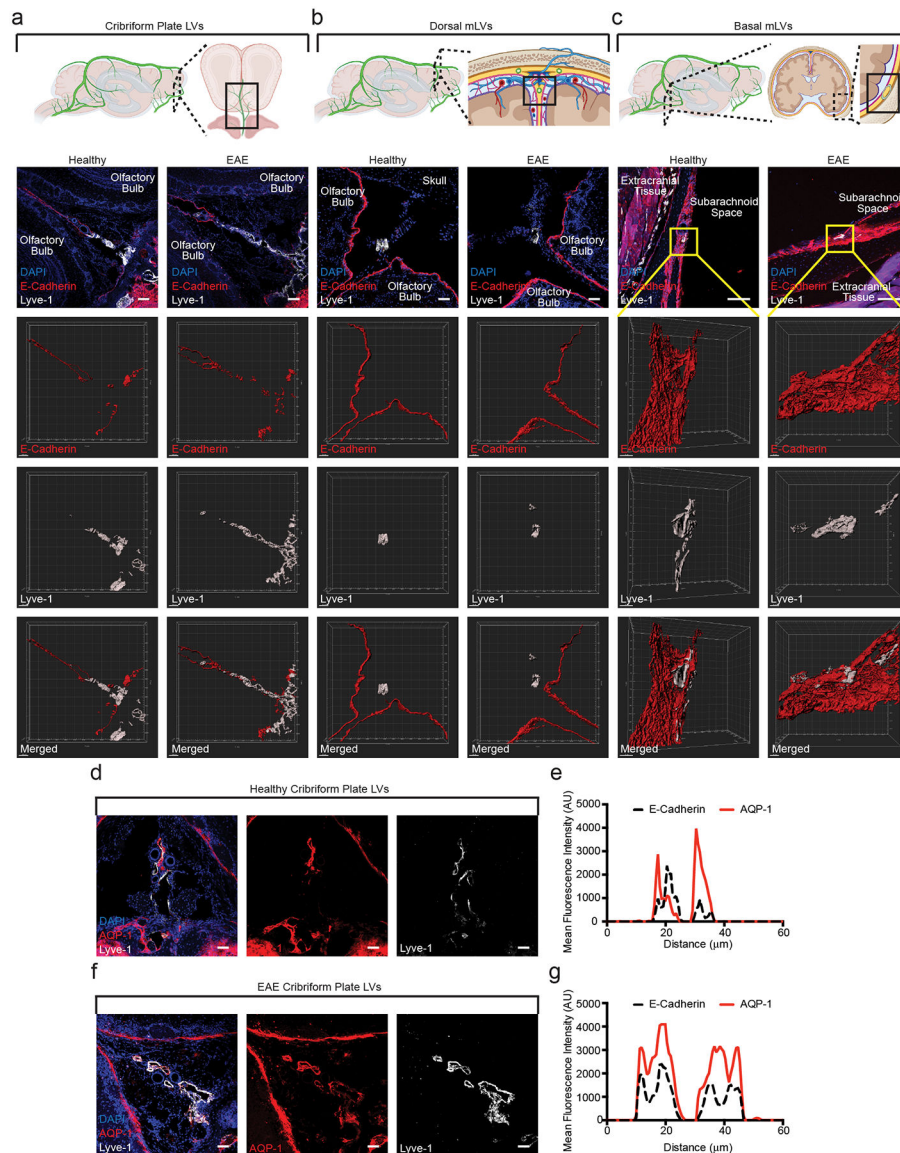 a
Cribriform Plate LVs
b
Dorsal mLVs
c
Basal mLVs
Healthy
EAE
Healthy
EAE
Healthy
EAE
Olfactory
Bulb
Olfactory
Bulb
DAPI
E-Cadherin
Lyve-1
Olfactory
Bulb
Olfactory
Bulb
DAPI
E-Cadherin
Lyve-1
Olfactory
Bulb
Skull
DAPI
E-Cadherin
Olfactory
Bulb
Lyve-1
Olfactory
Bulb
DAPI
E-Cadherin
Olfactory
Bulb
Lyve-1
Extracranial
Tissue
Subarachnoid
Space
DAPI
E-Cadherin
Lyve-1
Subarachnoid
Space
DAPI
E-Cadherin
Extracranial
Tissue
Lyve-1
E-Cadherin
E-Cadherin
E-Cadherin
E-Cadherin
E-Cadherin
E-Cadherin
Lyve-1
Lyve-1
Lyve-1
Lyve-1
Lyve-1
Lyve-1
Merged
Merged
Merged
Merged
Merged
Merged
d
Healthy Cribriform Plate LVs
DAPI
AQP-1
Lyve-1
AQP-1
Lyve-1
e
Mean Fluorescence Intensity (AU)
5000
4000
3000
2000
1000
0
E-Cadherin
AQP-1
0
20
40
60
Distance (μm)
f
EAE Cribriform Plate LVs
DAPI
AQP-1
Lyve-1
AQP-1
Lyve-1
g
Mean Fluorescence Intensity (AU)
5000
4000
3000
2000
1000
0
E-Cadherin
AQP-1
0
20
40
60
Distance (μm)